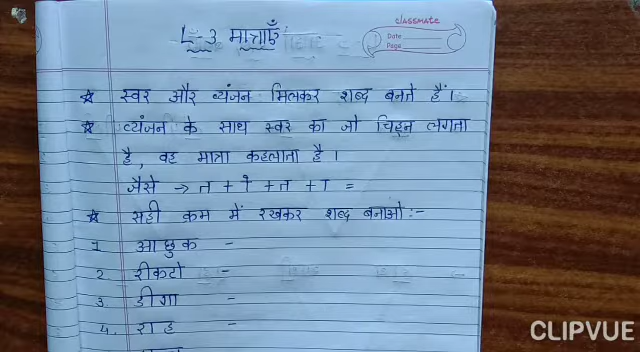 L-3 मात्राएँ
classmate
Date
Page
☆ स्वर और व्यंजन मिलकर शब्द बनते हैं।
☆ व्यंजन के साथ स्वर का जो चिह्न लगता
है, वह मात्रा कहलाता है।
जैसे → त + ो + त + ा =
☆ सही क्रम में रखकर शब्द बनाओ:-
1 आछुक -
2 रीकटो -
3 डीगा -
4. राह -
CLIPVUE